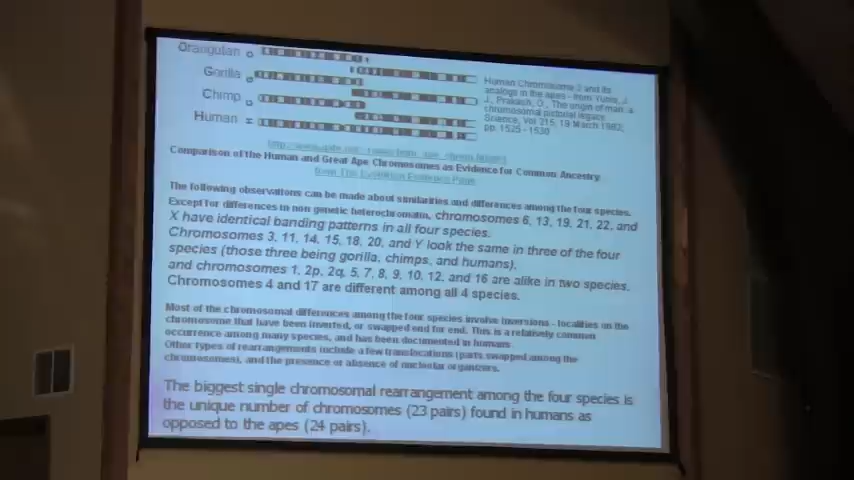 Orangutan
Gorilla
Chimp
Human
Human Chromosome 2 and its
analogs in the apes - from Yunis, J.
J., Prakash, O., The origin of man: a
chromosomal pictorial legacy.
Science, Vol 215, 19 March 1982,
pp. 1525 - 1530
Comparison of the Human and Great Ape Chromosomes as Evidence for Common Ancestry
from The Evolution Evidence Page
The following observations can be made about similarities and differences among the four species.
Except for differences in non genetic heterochromatin, chromosomes 6, 13, 19, 21, 22, and
X have identical banding patterns in all four species.
Chromosomes 3, 11, 14, 15, 18, 20, and Y look the same in three of the four
species (those three being gorilla, chimps, and humans),
and chromosomes 1, 2p, 2q, 5, 7, 8, 9, 10, 12, and 16 are alike in two species.
Chromosomes 4 and 17 are different among all 4 species.
Most of the chromosomal differences among the four species involve inversions - localities on the
chromosome that have been inverted, or swapped end for end. This is a relatively common
occurrence among many species, and has been documented in humans
Other types of rearrangements include a few translocations (parts swapped among the
chromosomes), and the presence or absence of nucleolar organizers.
The biggest single chromosomal rearrangement among the four species is
the unique number of chromosomes (23 pairs) found in humans as
opposed to the apes (24 pairs).